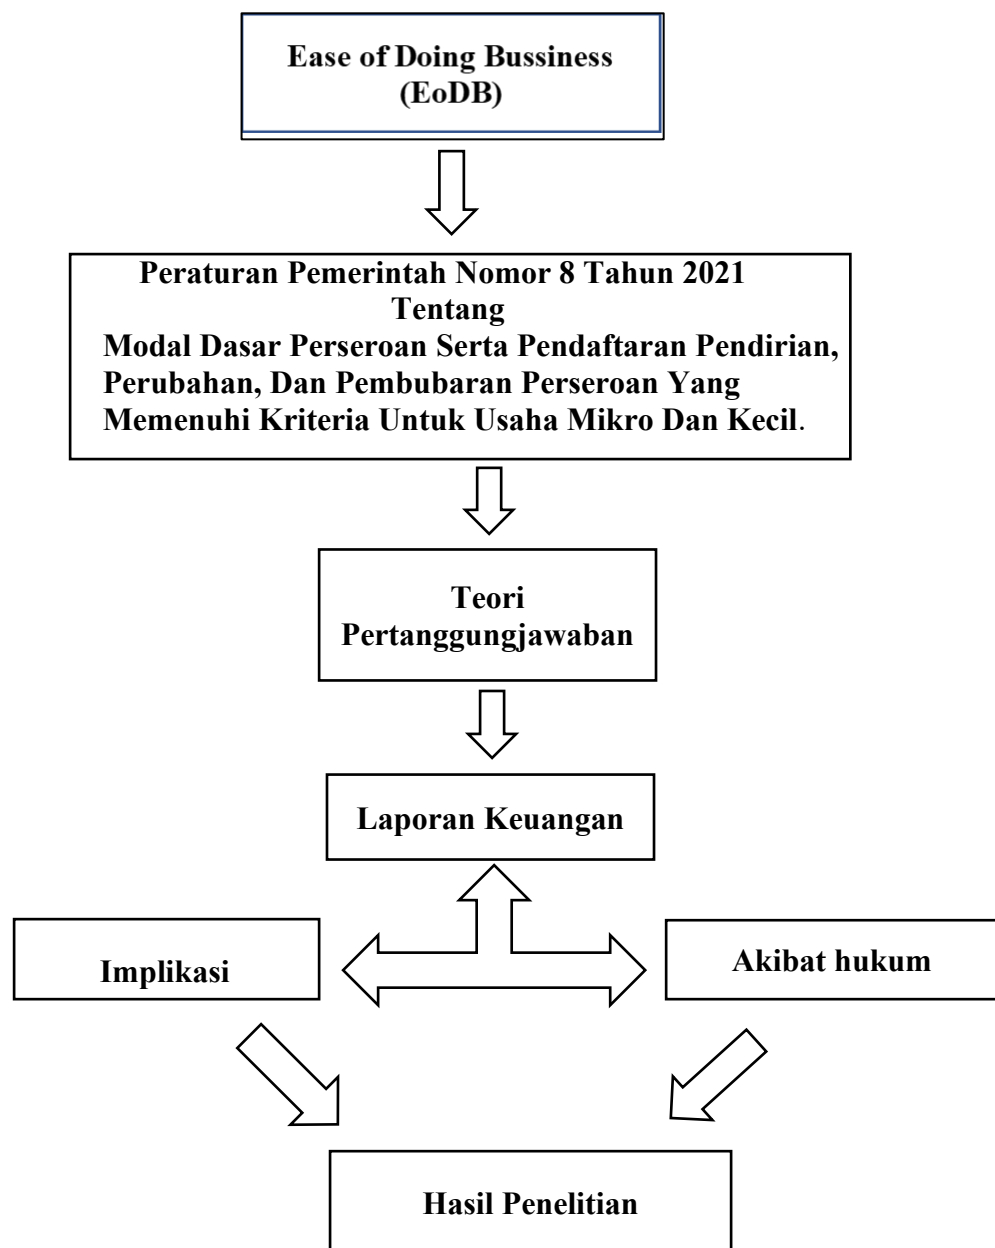 Ease of Doing Bussiness
(EoDB)
Peraturan Pemerintah Nomor 8 Tahun 2021
Tentang
Modal Dasar Perseroan Serta Pendaftaran Pendirian,
Perubahan, Dan Pembubaran Perseroan Yang
Memenuhi Kriteria Untuk Usaha Mikro Dan Kecil.
Teori
Pertanggungjawaban
Laporan Keuangan
Implikasi
Akibat hukum
Hasil Penelitian